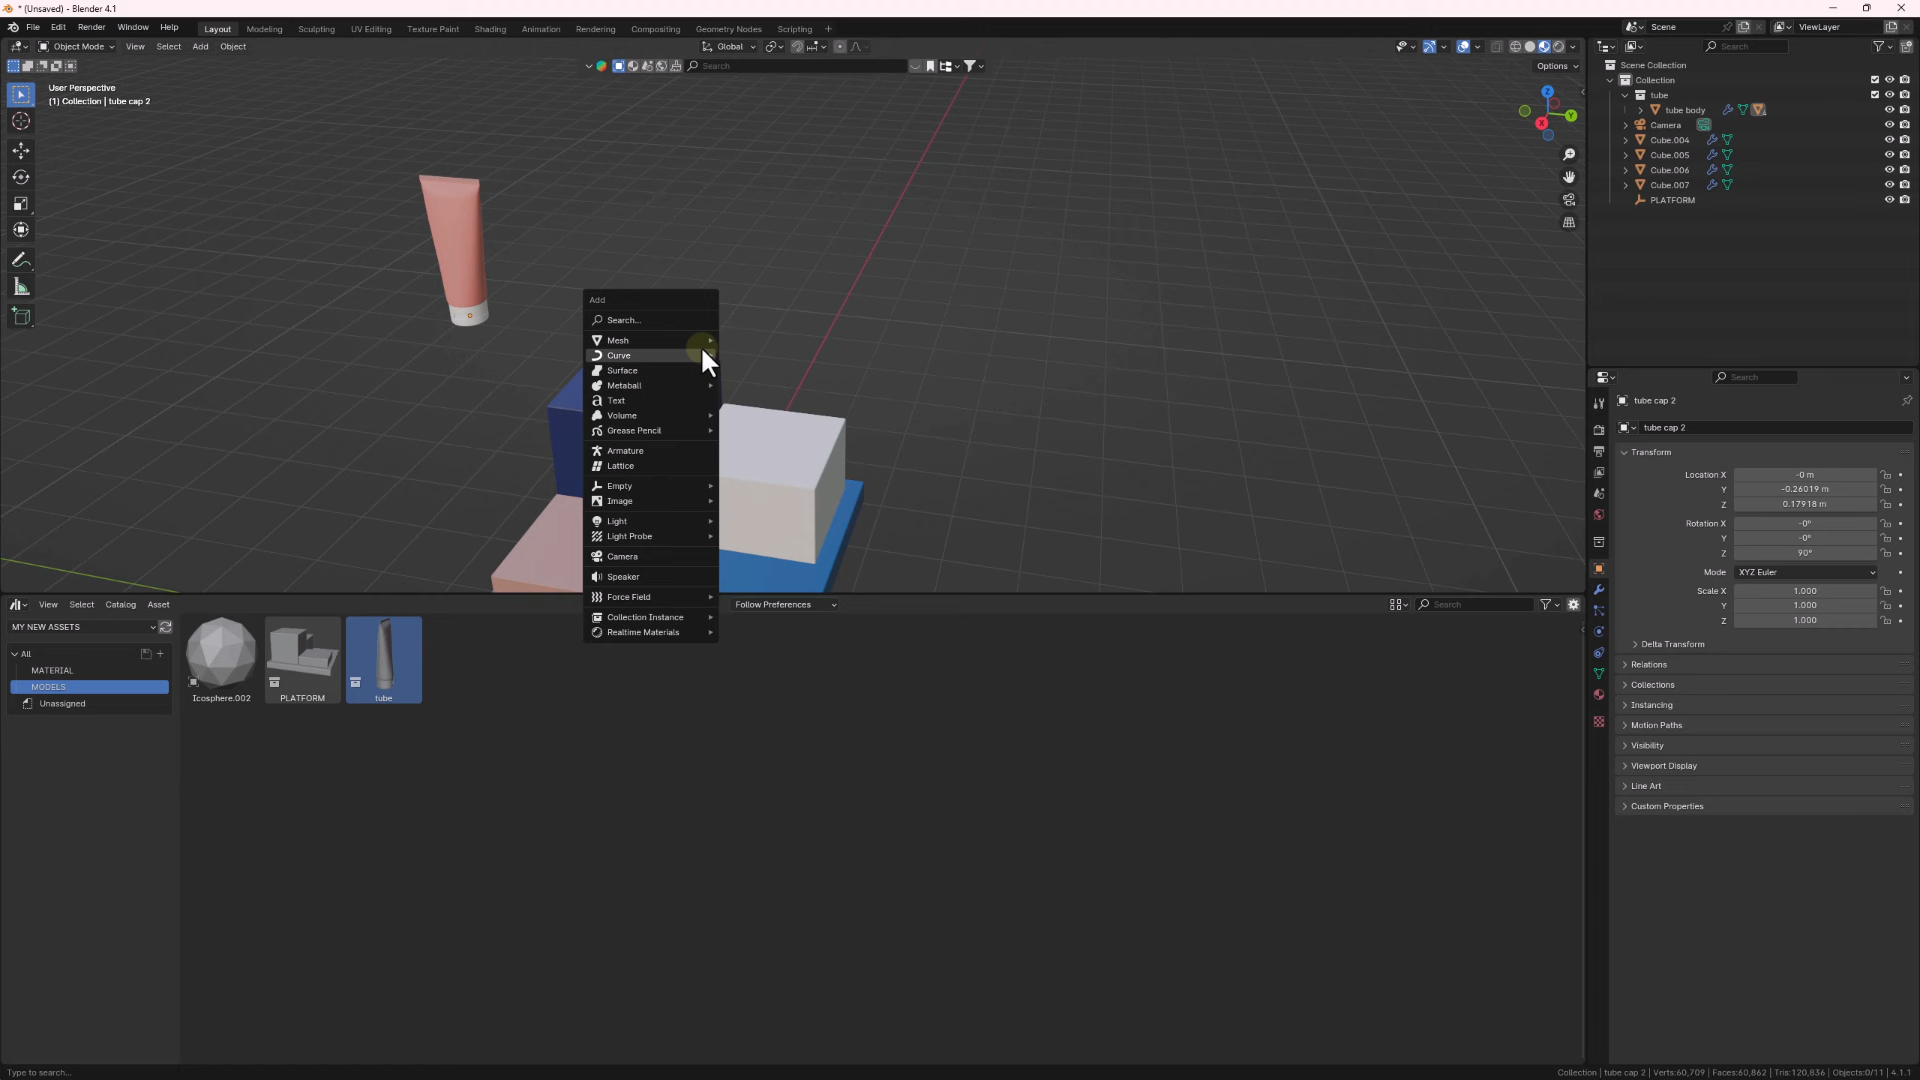 * (Unsaved) - Blender 4.1
File Edit Render Window Help
Layout Modeling Sculpting UV Editing Texture Paint Shading Animation Rendering Compositing Geometry Nodes Scripting +
Scene
ViewLayer
Object Mode View Select Add Object
Global
Search
Search
Options
User Perspective
(1) Collection | tube cap 2
Z
Y
X
Scene Collection
Collection
tube
tube body
Camera
Cube.004
Cube.005
Cube.006
Cube.007
PLATFORM
Add
Search...
Mesh
Curve
Surface
Metaball
Text
Volume
Grease Pencil
Armature
Lattice
Empty
Image
Light
Light Probe
Camera
Speaker
Force Field
Collection Instance
Realtime Materials
View Select Catalog Asset
Follow Preferences
Search
MY NEW ASSETS
All
MATERIAL
MODELS
Unassigned
Icosphere.002
PLATFORM
tube
Search
tube cap 2
tube cap 2
Transform
Location X -0 m
Y -0.26019 m
Z 0.17918 m
Rotation X -0°
Y -0°
Z 90°
Mode XYZ Euler
Scale X 1.000
Y 1.000
Z 1.000
Delta Transform
Relations
Collections
Instancing
Motion Paths
Visibility
Viewport Display
Line Art
Custom Properties
Type to search...
Collection | tube cap 2 | Verts:60,709 | Faces:60,862 | Tris:120,836 | Objects:0/11 | 4.1.1